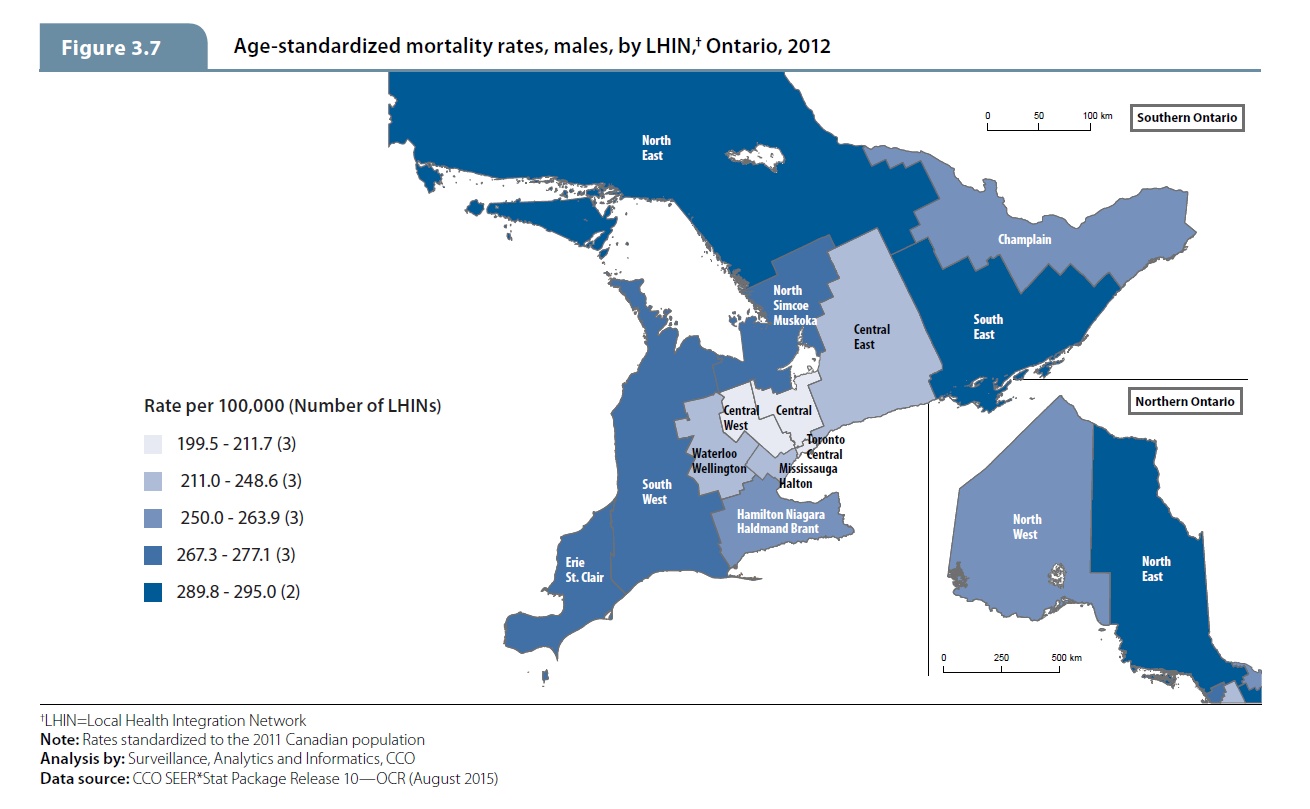 Figure 3.7
Age-standardized mortality rates, males, by LHIN,† Ontario, 2012
0 50 100 km
Southern Ontario
North
East
Champlain
North
Simcoe
Muskoka
South
East
Central
East
Northern Ontario
Rate per 100,000 (Number of LHINs)
199.5 - 211.7 (3)
211.0 - 248.6 (3)
250.0 - 263.9 (3)
267.3 - 277.1 (3)
289.8 - 295.0 (2)
Central
West
Central
Toronto
Central
Waterloo
Wellington
Mississauga
Halton
South
West
Hamilton Niagara
Haldmand Brant
Erie
St. Clair
North
West
North
East
0 250 500 km
†LHIN=Local Health Integration Network
Note: Rates standardized to the 2011 Canadian population
Analysis by: Surveillance, Analytics and Informatics, CCO
Data source: CCO SEER*Stat Package Release 10—OCR (August 2015)